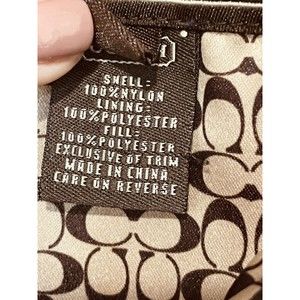 SHELL:
100%NYLON
LINING:
100%POLYESTER
FILL:
100%POLYESTER
EXCLUSIVE OF TRIM
MADE IN CHINA
CARE ON REVERSE